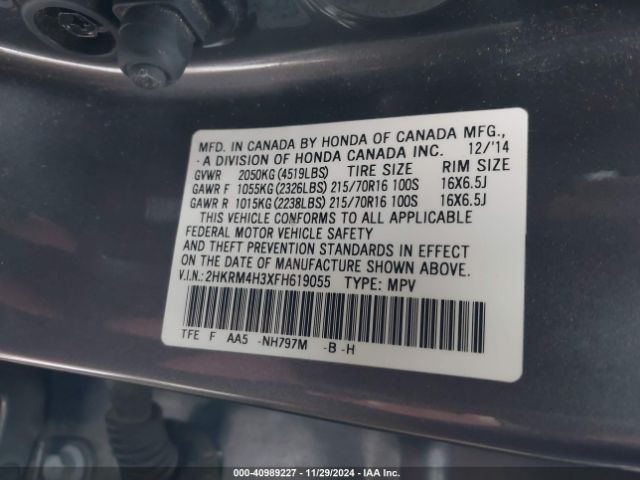 MFD. IN CANADA BY HONDA OF CANADA MFG.,
A DIVISION OF HONDA CANADA INC. 12/'14
GVWR 2050KG(4519LBS) TIRE SIZE RIM SIZE
GAWR F 1055KG(2326LBS) 215/70R16 100S 16X6.5J
GAWR R 1015KG(2238LBS) 215/70R16 100S 16X6.5J
THIS VEHICLE CONFORMS TO ALL APPLICABLE
FEDERAL MOTOR VEHICLE SAFETY
AND THEFT PREVENTION STANDARDS IN EFFECT
ON THE DATE OF MANUFACTURE SHOWN ABOVE.
V.I.N.: 2HKRM4H3XFH619055 TYPE: MPV
TFE F AA5 -NH797M -B -H
000-40989227 - 11/29/2024 - IAA Inc.